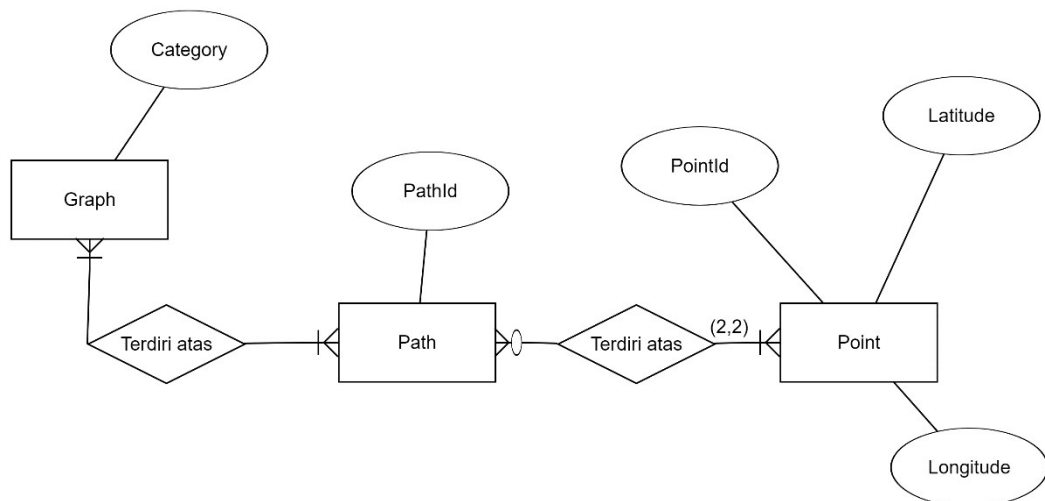 Category
Graph
PathId
PointId
Latitude
Terdiri atas
Path
Terdiri atas
(2,2)
Point
Longitude